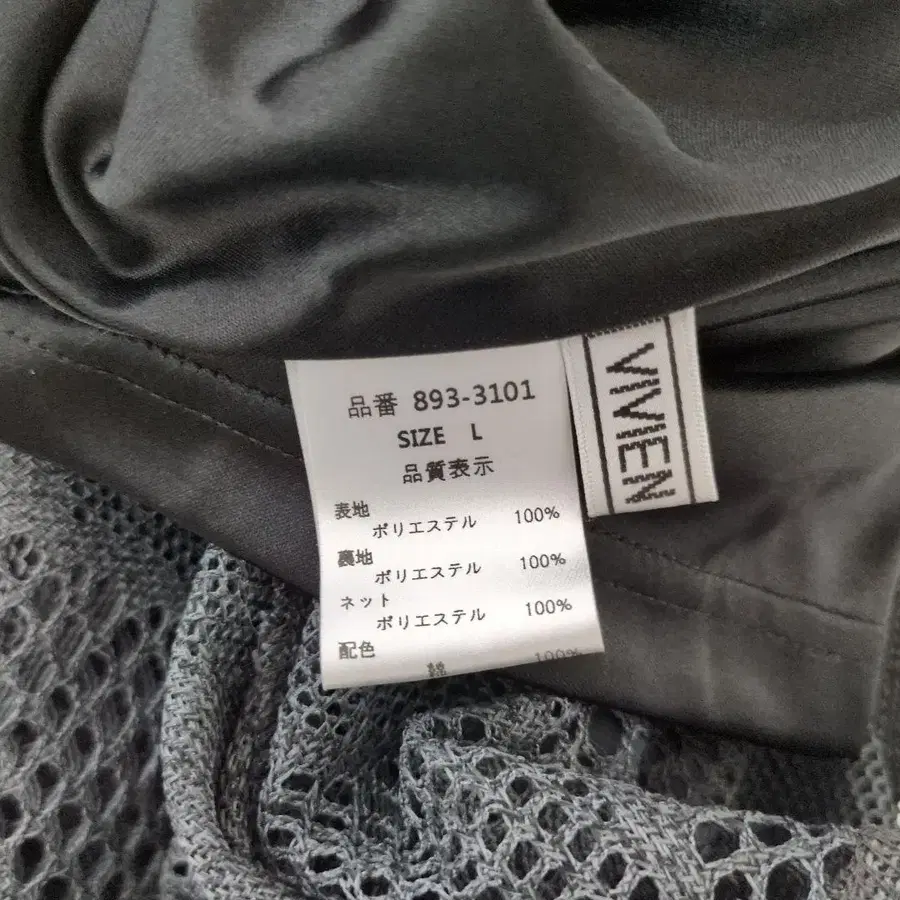 品番 893-3101
SIZE L
品質表示
表地
ポリエステル 100%
裏地
ポリエステル 100%
ネット
ポリエステル 100%
配色
綿 100%